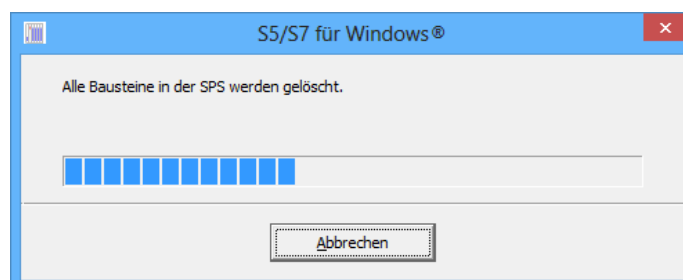 S5/S7 für Windows®
Alle Bausteine in der SPS werden gelöscht.
Abbrechen